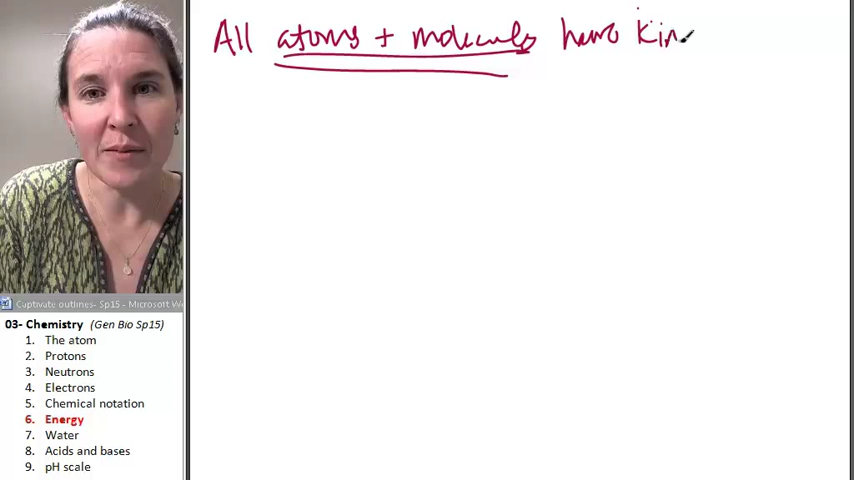 All atoms + molecules have Kin
Captivate outlines- Sp15 - Microsoft W
03- Chemistry (Gen Bio Sp15)
1. The atom
2. Protons
3. Neutrons
4. Electrons
5. Chemical notation
6. Energy
7. Water
8. Acids and bases
9. pH scale